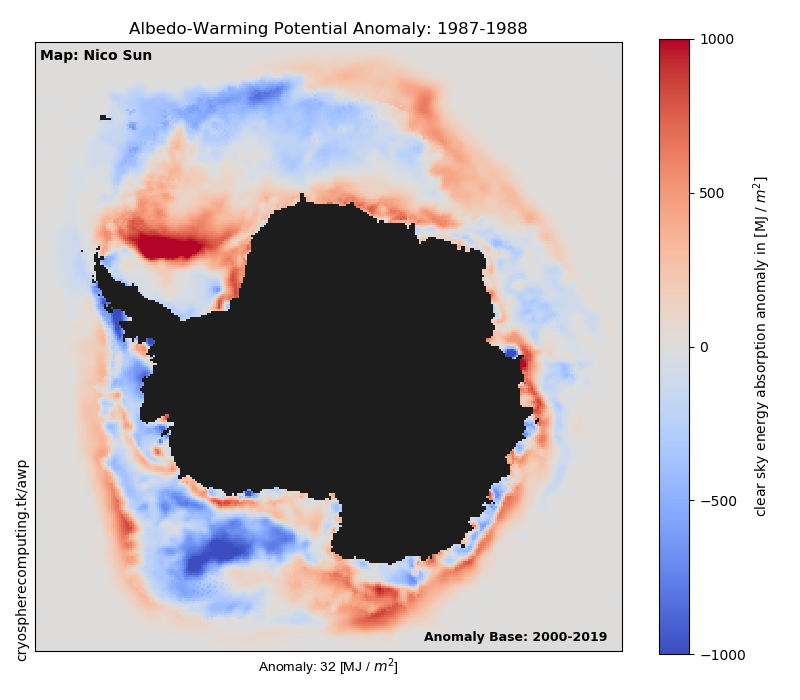 Albedo-Warming Potential Anomaly: 1987-1988
Map: Nico Sun
cryospherecomputing.tk/awp
Anomaly Base: 2000-2019
Anomaly: 32 [MJ / m²]
1000
500
0
−500
−1000
clear sky energy absorption anomaly in [MJ / m²]